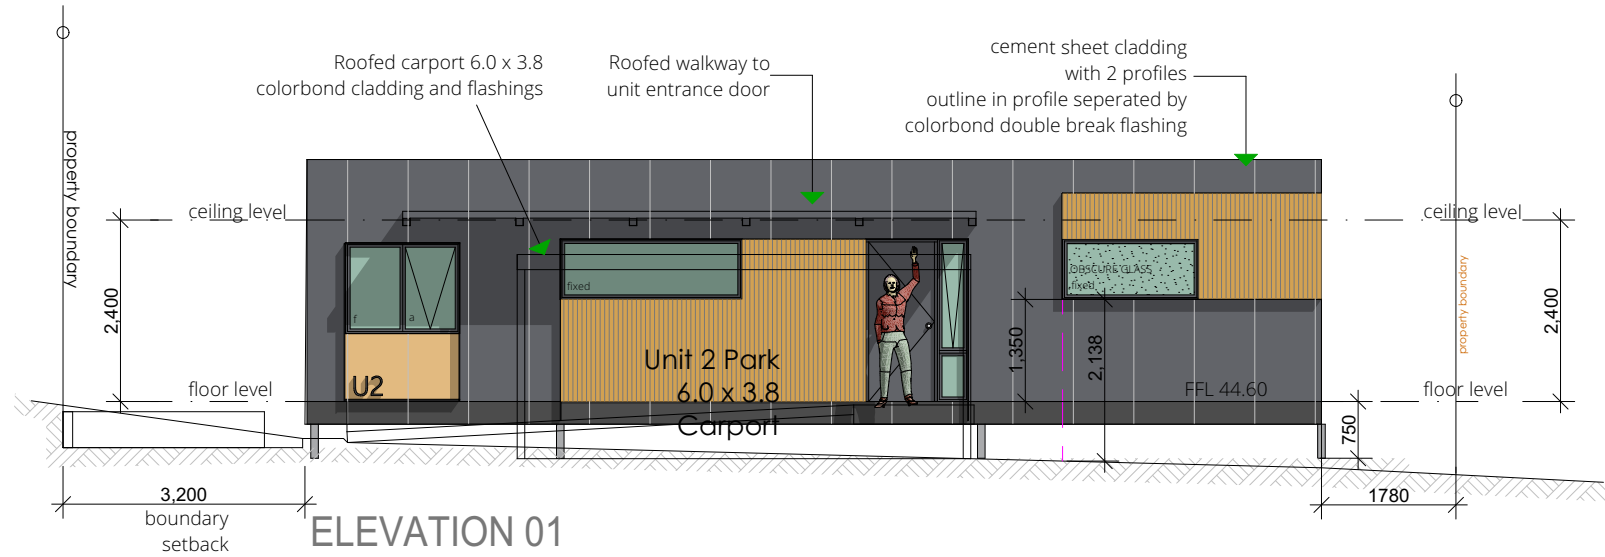 Roofed carport 6.0 x 3.8
colorbond cladding and flashings
Roofed walkway to
unit entrance door
cement sheet cladding
with 2 profiles
outline in profile seperated by
colorbond double break flashing
property boundary
ceiling level
ceiling level
2,400
f
a
fixed
OBSCURE GLASS
fixed
property boundary
2,400
1,350
2,138
U2
Unit 2 Park
6.0 x 3.8
Carport
FFL 44.60
floor level
floor level
750
3,200
boundary
setback
1780
ELEVATION 01